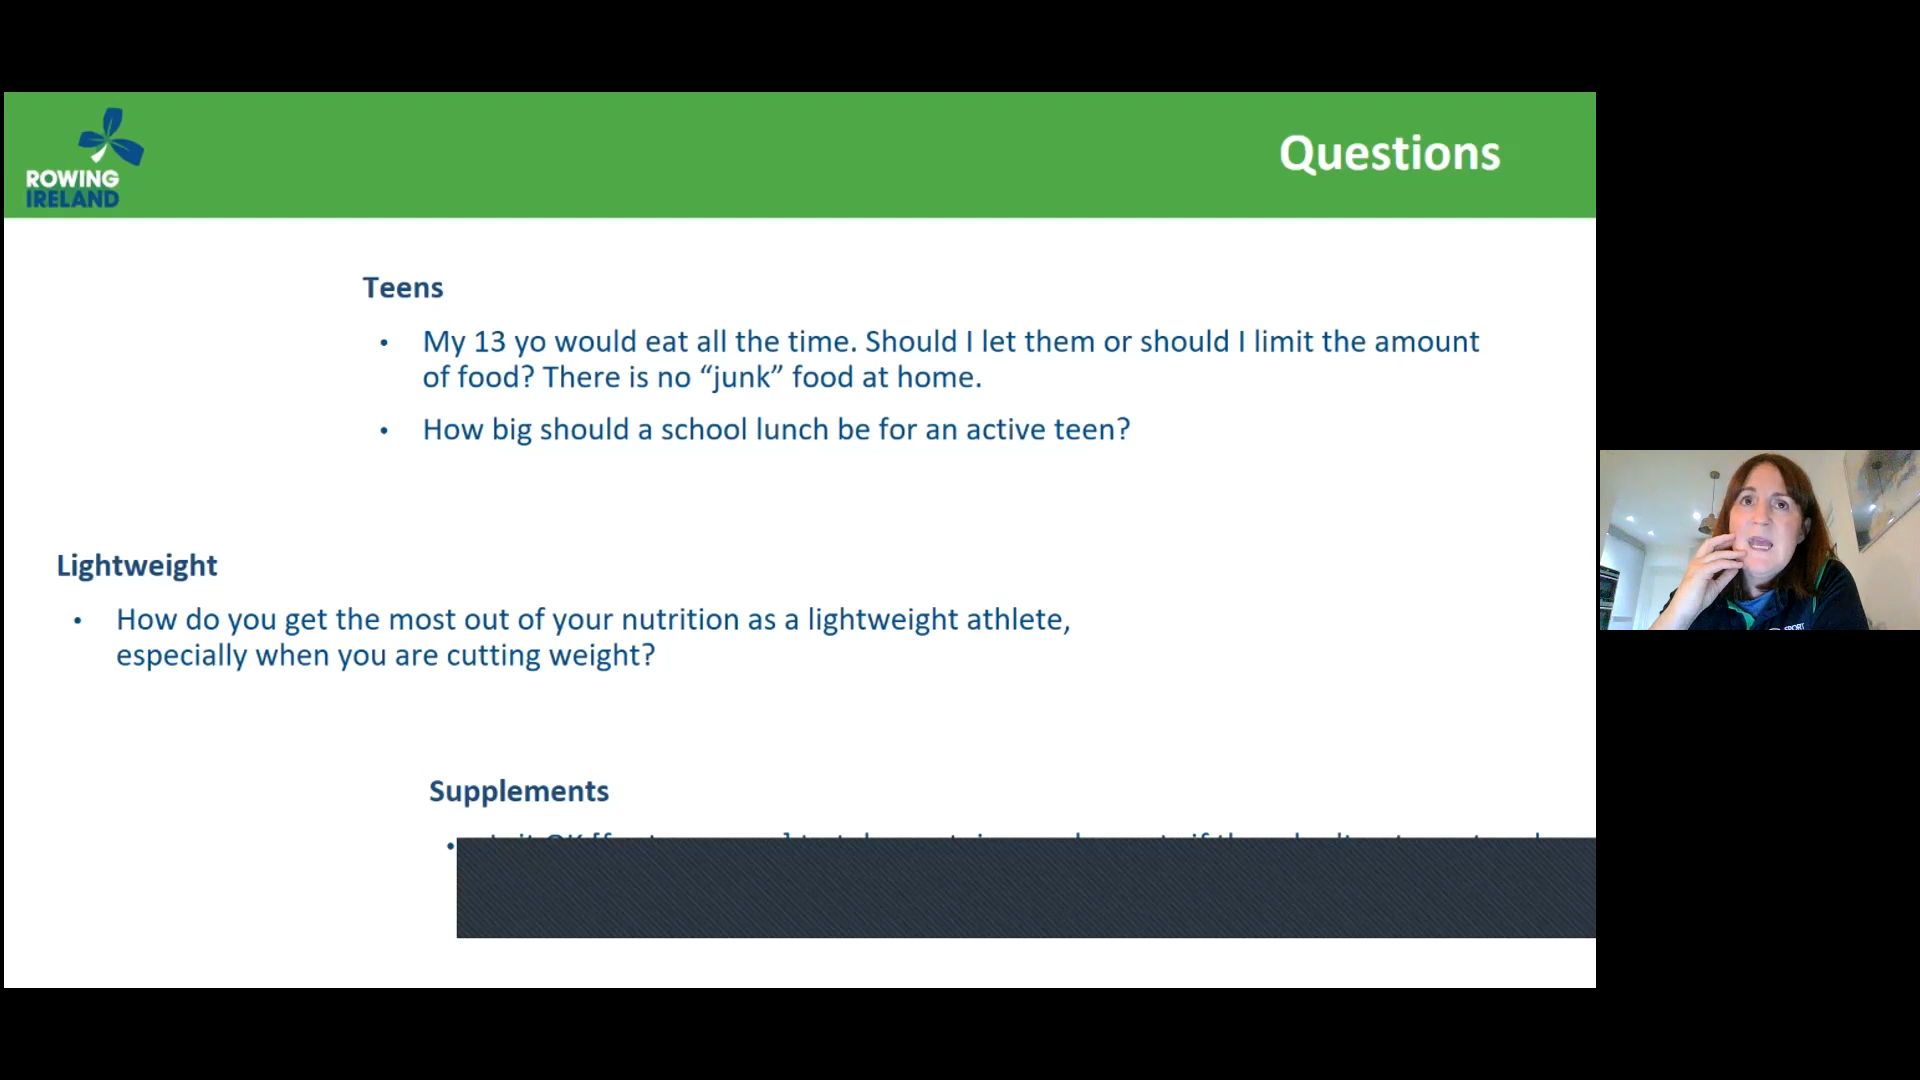 ROWING
IRELAND
Questions
Teens
• My 13 yo would eat all the time. Should I let them or should I limit the amount
of food? There is no “junk” food at home.
• How big should a school lunch be for an active teen?
Lightweight
• How do you get the most out of your nutrition as a lightweight athlete,
especially when you are cutting weight?
SPORT
Supplements
•